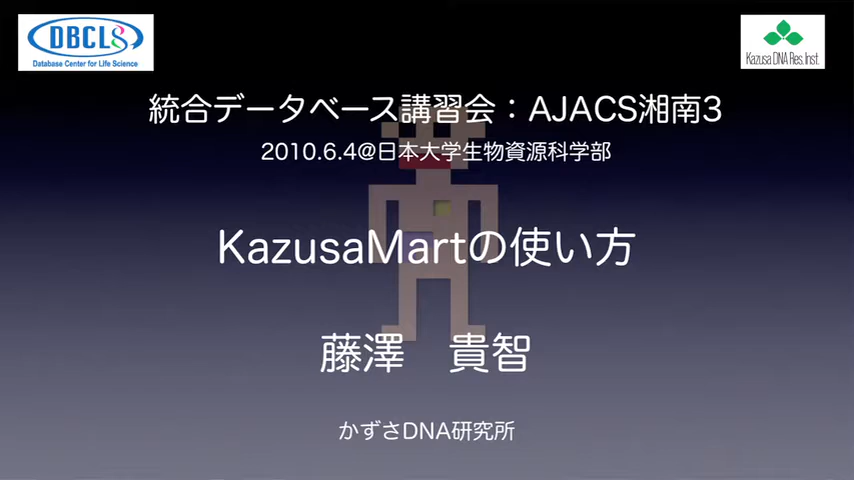 DBCLS
Database Center for Life Science
Kazusa DNA Res.Inst.
統合データベース講習会：AJACS湘南3
2010.6.4@日本大学生物資源科学部
KazusaMartの使い方
藤澤　貴智
かずさDNA研究所